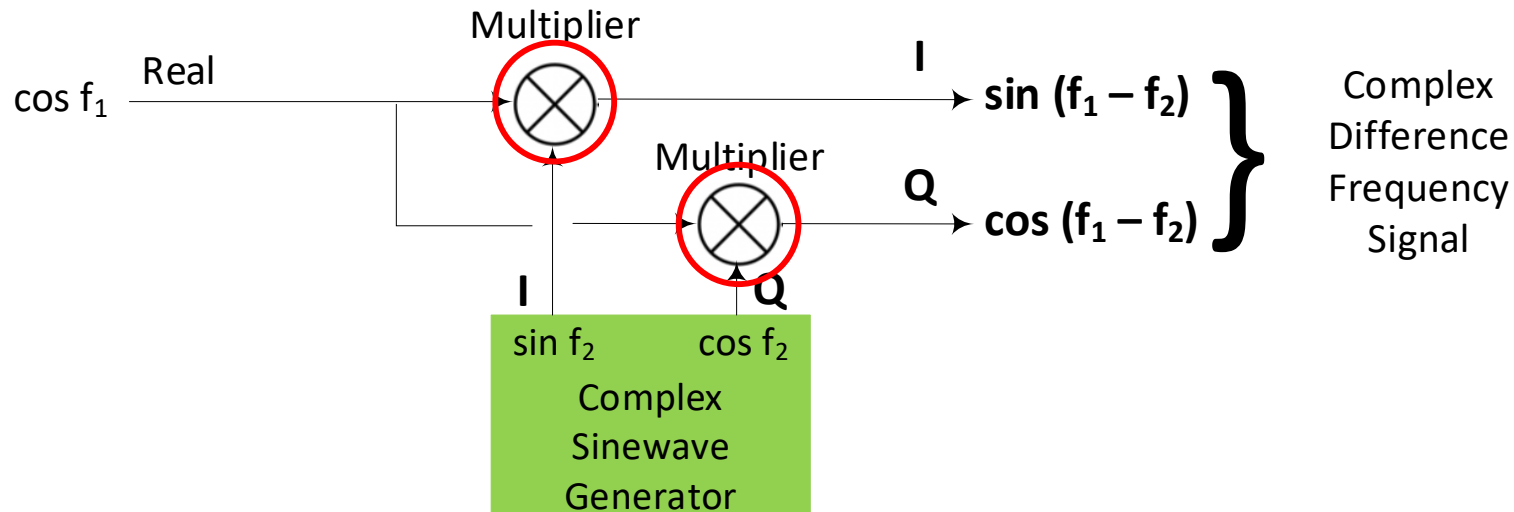 Multiplier
Real
I
cos f₁
sin (f₁ – f₂)
}
Complex
Difference
Frequency
Signal
Multiplier
Q
cos (f₁ – f₂)
I
Q
sin f₂
cos f₂
Complex
Sinewave
Generator